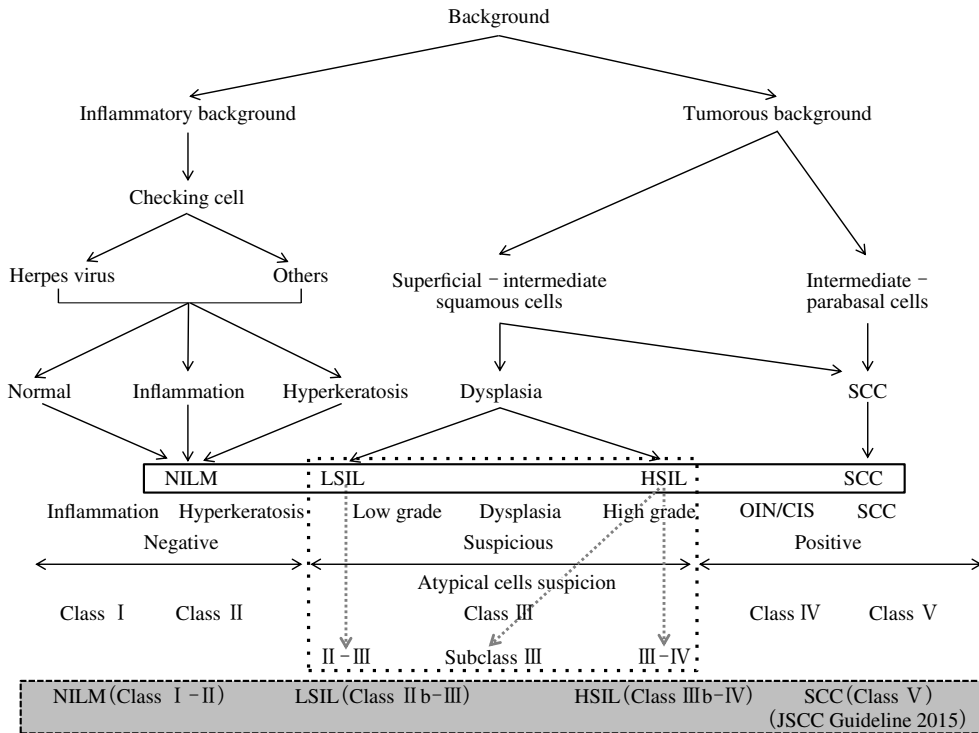 Background
Inflammatory background
Tumorous background
Checking cell
Herpes virus
Others
Superficial − intermediate
squamous cells
Intermediate −
parabasal cells
Normal
Inflammation
Hyperkeratosis
Dysplasia
SCC
NILM
LSIL
HSIL
SCC
Inflammation
Hyperkeratosis
Low grade
Dysplasia
High grade
OIN/CIS
SCC
Negative
Suspicious
Positive
Atypical cells suspicion
Class Ⅰ
Class Ⅱ
Class Ⅲ
Class Ⅳ
Class Ⅴ
Ⅱ−Ⅲ
Subclass Ⅲ
Ⅲ−Ⅳ
NILM(Class Ⅰ−Ⅱ)
LSIL(Class Ⅱb−Ⅲ)
HSIL(Class Ⅲb−Ⅳ)
SCC(Class Ⅴ)
(JSCC Guideline 2015)